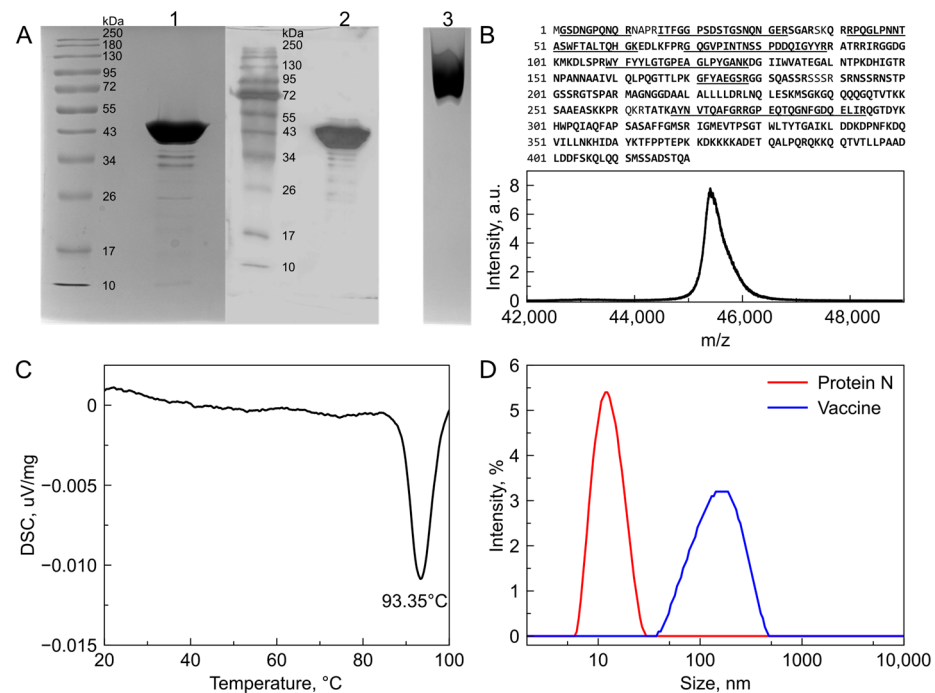 A
kDa
1
250
180
130
95
72
55
43
34
26
17
10
kDa
2
250
130
95
72
55
43
34
26
17
10
3
B
1 MGSDNGPQNQ RNAPRITFGG PSDSTGSNQN GERSGARSKQ RRPQGLPNNT
51 ASWFTALTQH GKEDLKFPRG QGVPINTNSS PDDQIGYYRR ATRRIRGGDG
101 KMKDLSPRWY FYYLGTGPEA GLPYGANKDG IIWVATEGAL NTPKDHIGTR
151 NPANNAAIVL QLPQGTTLPK GFYAEGSRGG SQASSRSSSR SRNSSRNSTP
201 GSSRGTSPAR MAGNGGDAAL ALLLLDRLNQ LESKMSGKGQ QQQGQTVTKK
251 SAAEASKKPR QKRTATKAYN VTQAFGRRGP EQTQGNFGDQ ELIRQGTDYK
301 HWPQIAQFAP SASAFFGMSR IGMEVTPSGT WLTYTGAIKL DDKDPNFKDQ
351 VILLNKHIDA YKTFPPTEPK KDKKKKADET QALPQRQKKQ QTVTLLPAAD
401 LDDFSKQLQQ SMSSADSTQA
Intensity, a.u.
8
6
4
2
0
42,000 44,000 46,000 48,000
m/z
C
DSC, uV/mg
0
−0.005
−0.010
−0.015
93.35°C
20 40 60 80 100
Temperature, °C
D
Intensity, %
6
5
4
3
2
1
0
Protein N
Vaccine
10 100 1000 10,000
Size, nm